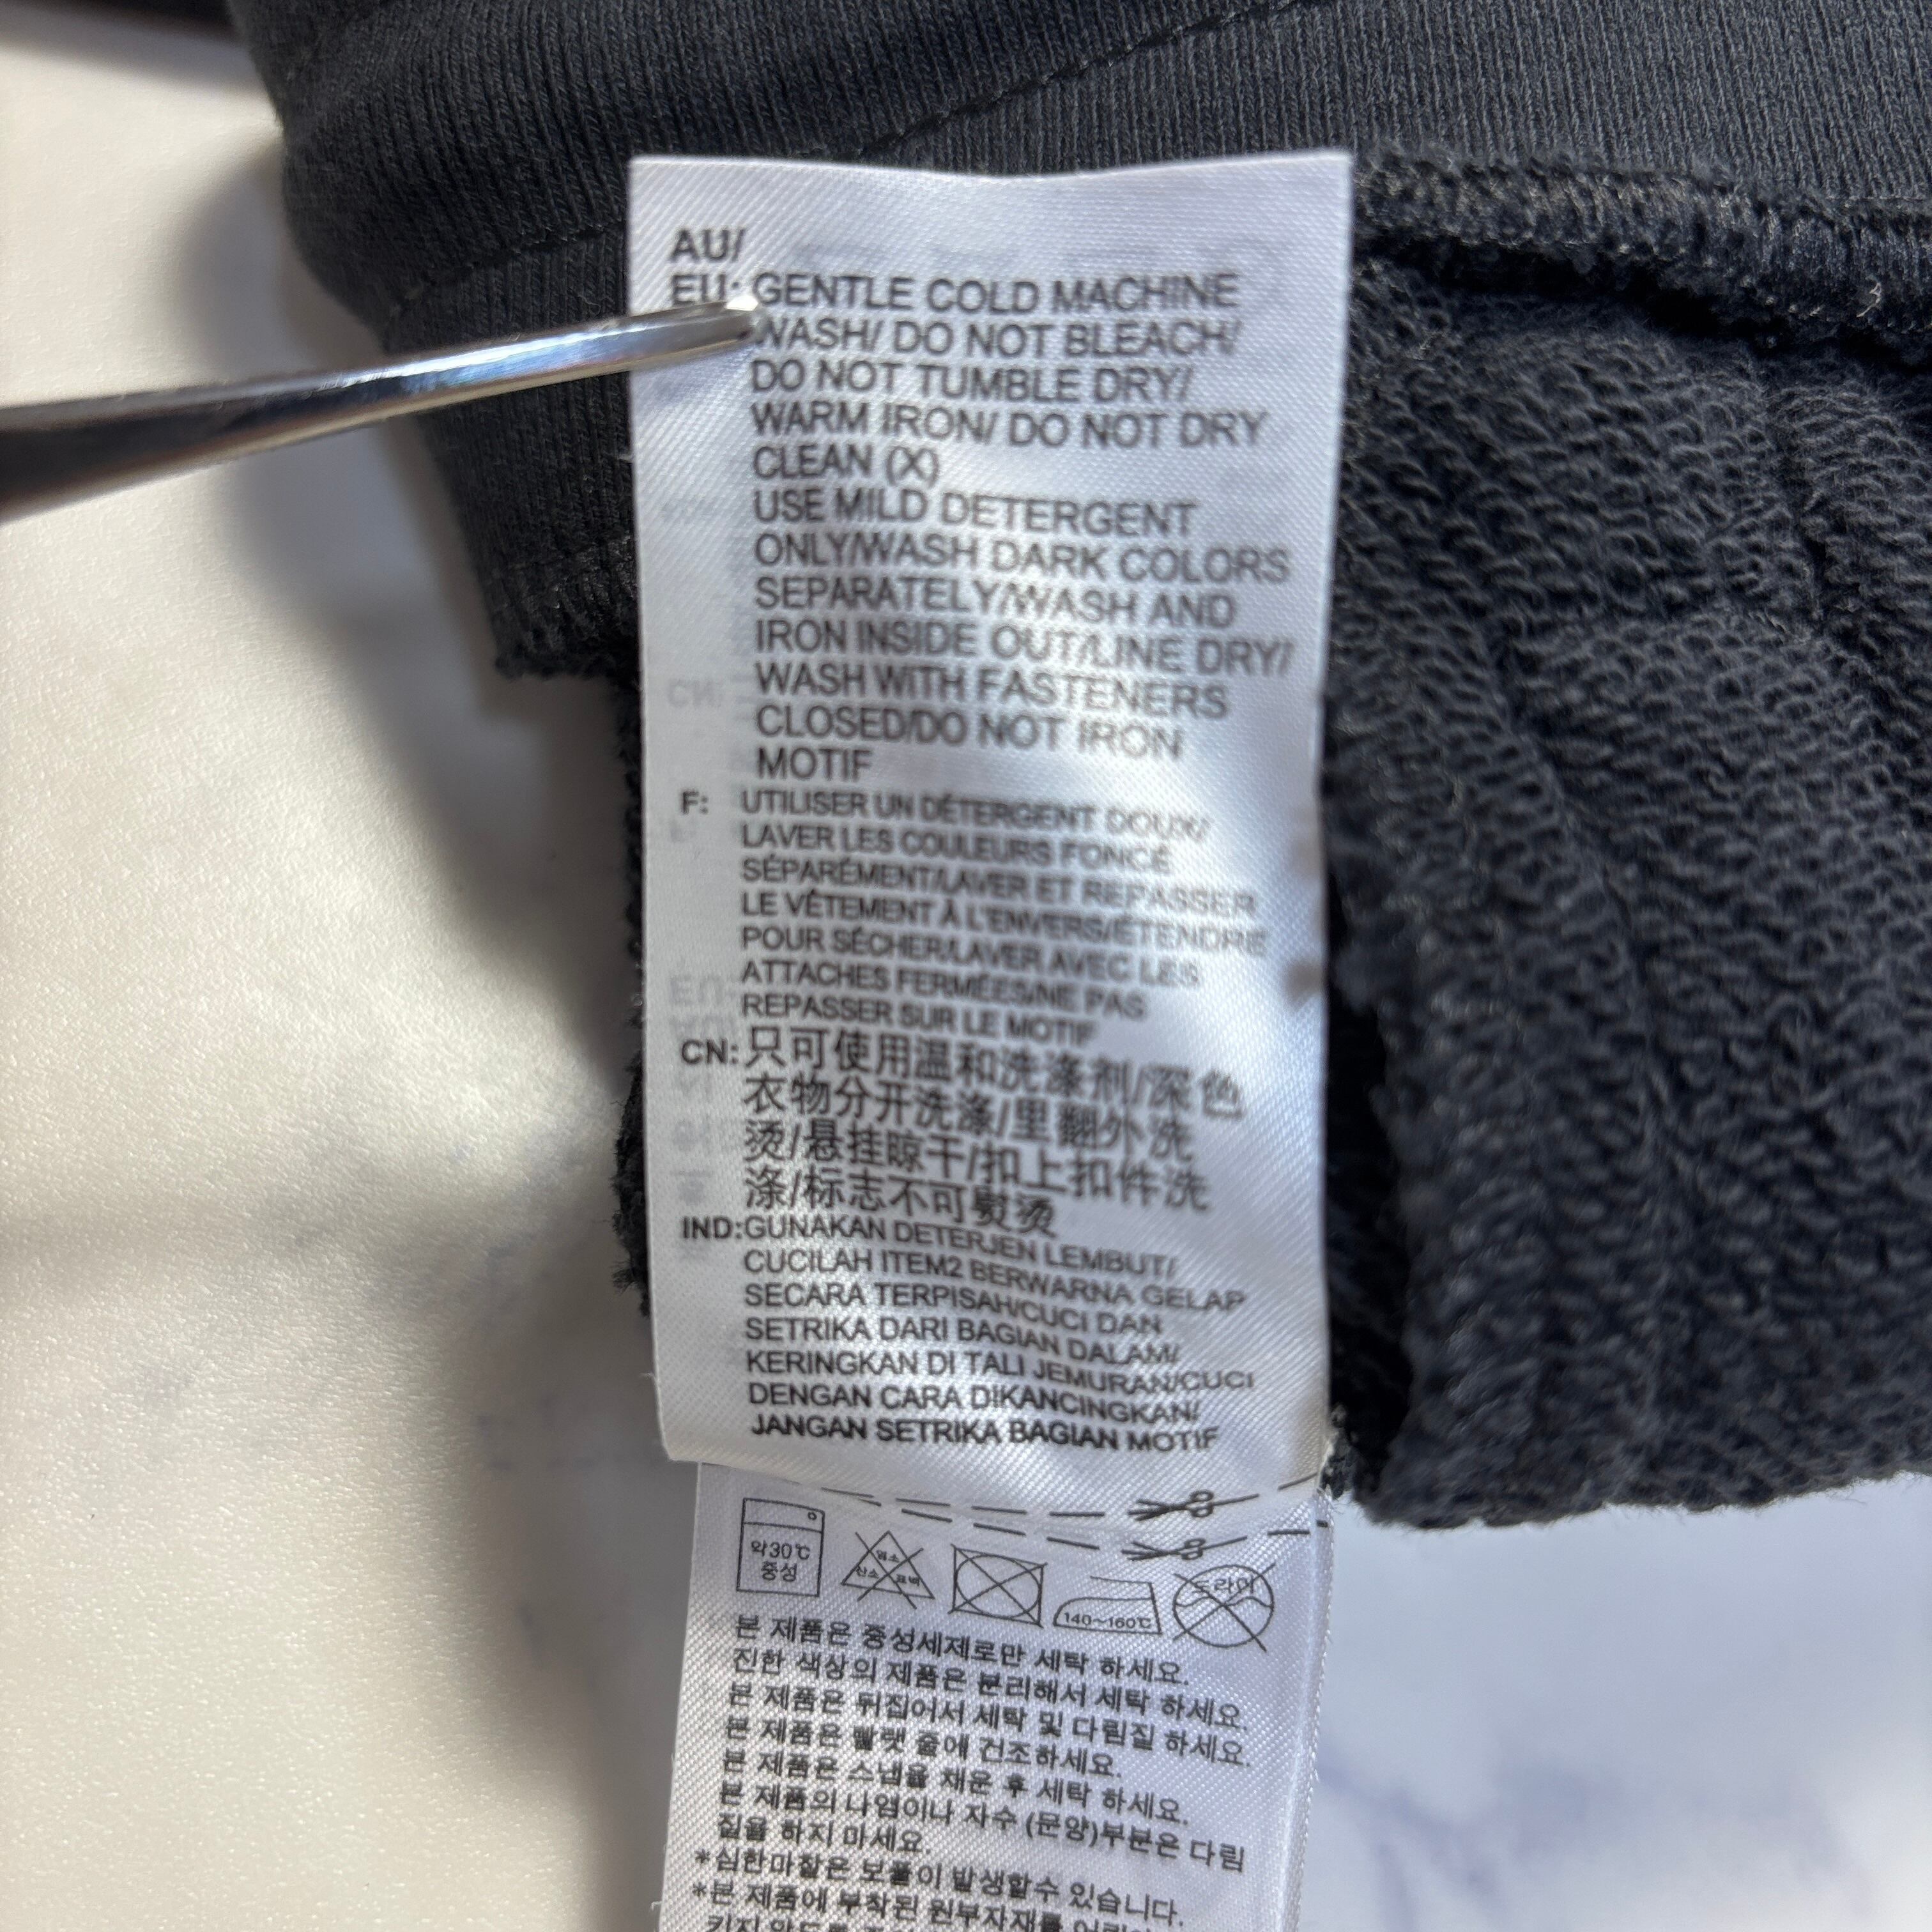 AU/
EU: GENTLE COLD MACHINE
WASH/ DO NOT BLEACH/
DO NOT TUMBLE DRY/
WARM IRON/ DO NOT DRY
CLEAN (X)
USE MILD DETERGENT
ONLY/WASH DARK COLORS
SEPARATELY/WASH AND
IRON INSIDE OUT/LINE DRY/
WASH WITH FASTENERS
CLOSED/DO NOT IRON
MOTIF
F: UTILISER UN DÉTERGENT DOUX/
LAVER LES COULEURS FONCÉ
SÉPARÉMENT/LAVER ET REPASSER
LE VÊTEMENT À L'ENVERS/ÉTENDRE
POUR SÉCHER/LAVER AVEC LES
ATTACHES FERMÉES/NE PAS
REPASSER SUR LE MOTIF
CN: 只可使用温和洗涤剂/深色
衣物分开洗涤/里翻外洗
烫/悬挂晾干/扣上扣件洗
涤/标志不可熨烫
IND: GUNAKAN DETERJEN LEMBUT/
CUCILAH ITEM2 BERWARNA GELAP
SECARA TERPISAH/CUCI DAN
SETRIKA DARI BAGIAN DALAM/
KERINGKAN DI TALI JEMURAN/CUCI
DENGAN CARA DIKANCINGKAN/
JANGAN SETRIKA BAGIAN MOTIF
약30℃
중성
염소
산소 표백
140~160℃
드라이
본 제품은 중성세제로만 세탁 하세요.
진한 색상의 제품은 분리해서 세탁 하세요.
본 제품은 뒤집어서 세탁 및 다림질 하세요.
본 제품은 빨랫 줄에 건조하세요.
본 제품은 스냅을 채운 후 세탁 하세요.
본 제품의 나염이나 자수 (문양)부분은 다림
질을 하지 마세요.
*심한마찰은 보풀이 발생할수 있습니다.
*본 제품에 부착된 원부자재를